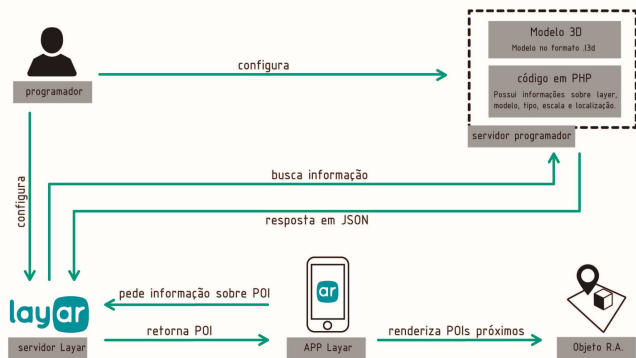 Modelo 3D
Modelo no formato .l3d
código em PHP
Possui informações sobre layer,
modelo, tipo, escala e localização.
servidor programador
configura
programador
configura
busca informação
resposta em JSON
layar
servidor Layar
pede informação sobre POI
retorna POI
ar
APP Layar
renderiza POIs próximos
Objeto R.A.